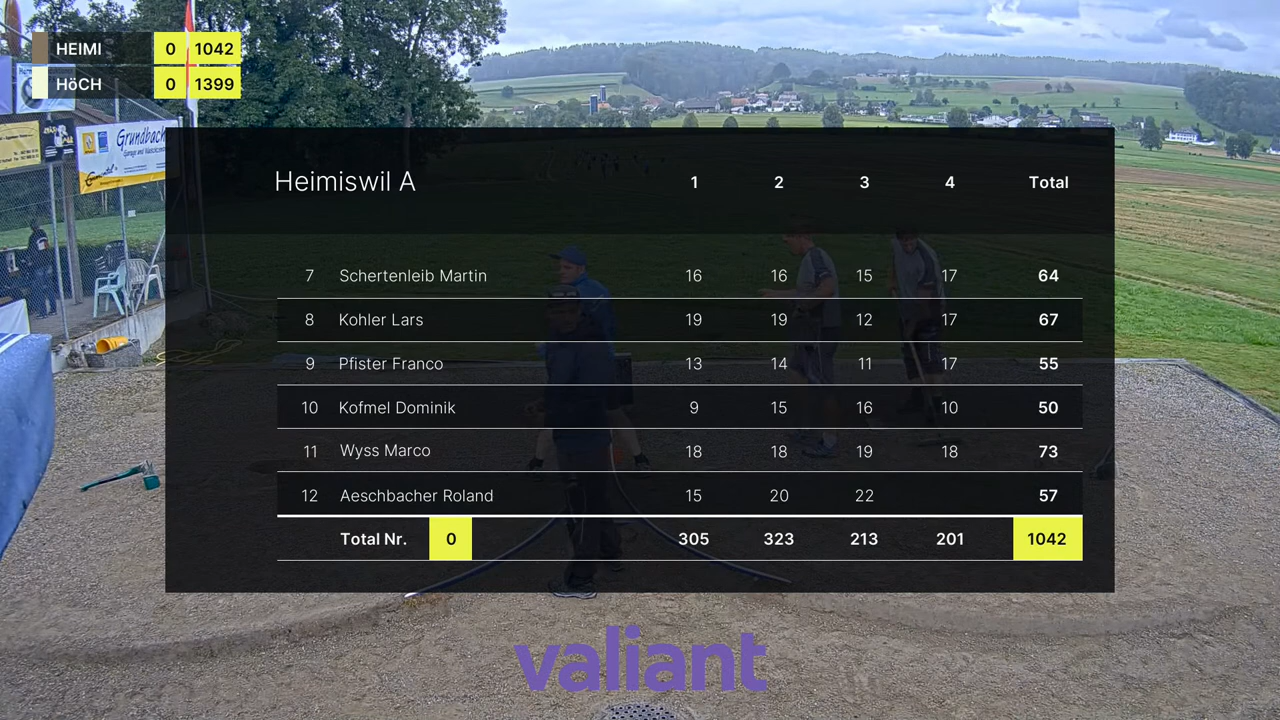 HEIMI 0 1042
HöCH 0 1399
Grundbach
Heimiswil A 1 2 3 4 Total
7 Schertenleib Martin 16 16 15 17 64
8 Kohler Lars 19 19 12 17 67
9 Pfister Franco 13 14 11 17 55
10 Kofmel Dominik 9 15 16 10 50
11 Wyss Marco 18 18 19 18 73
12 Aeschbacher Roland 15 20 22 57
Total Nr. 0 305 323 213 201 1042
valiant